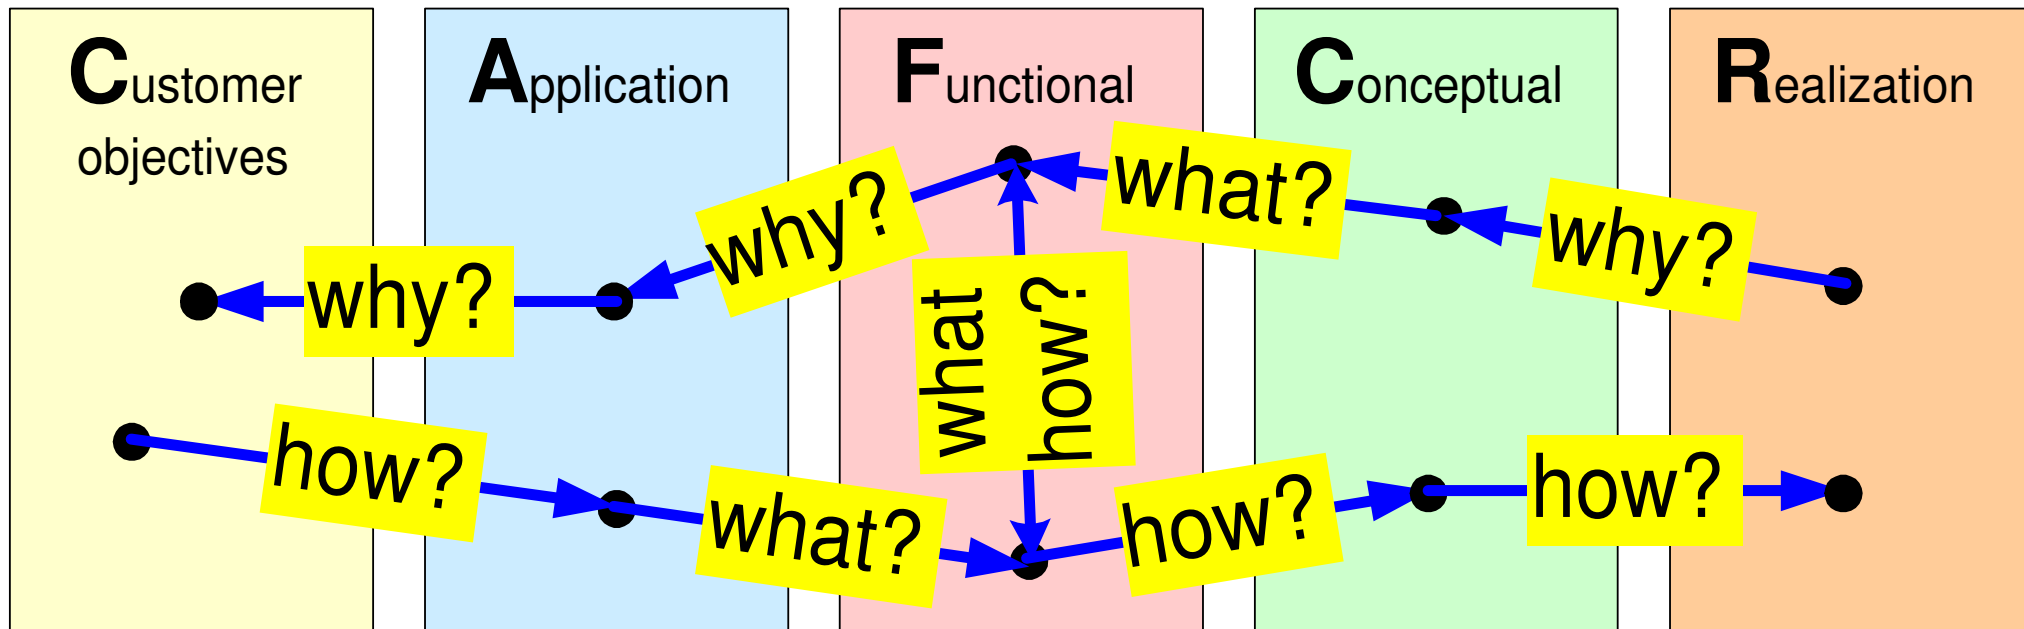 Customer
objectives
Application
Functional
Conceptual
Realization
why?
why?
what?
why?
what
how?
how?
what?
how?
how?